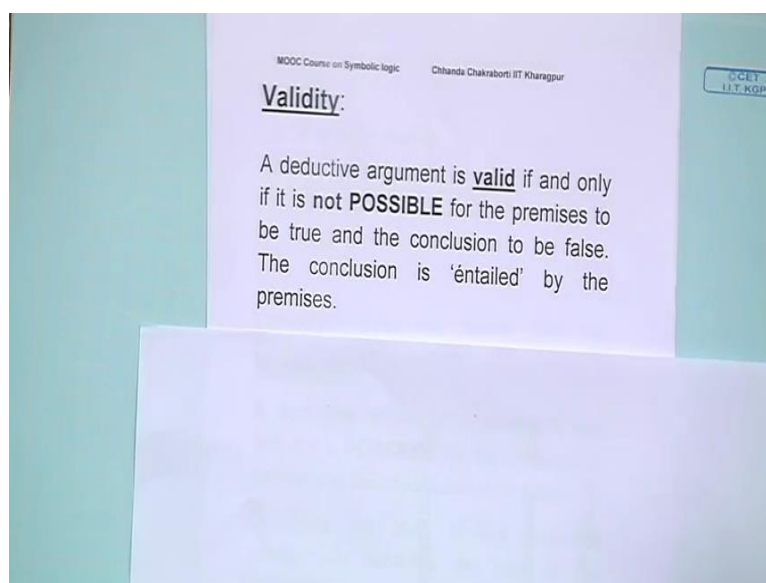 MOOC Course on Symbolic logic Chhanda Chakraborti IIT Kharagpur
©CET
I.I.T. KGP
Validity:
A deductive argument is valid if and only
if it is not POSSIBLE for the premises to
be true and the conclusion to be false.
The conclusion is ‘éntailed’ by the
premises.